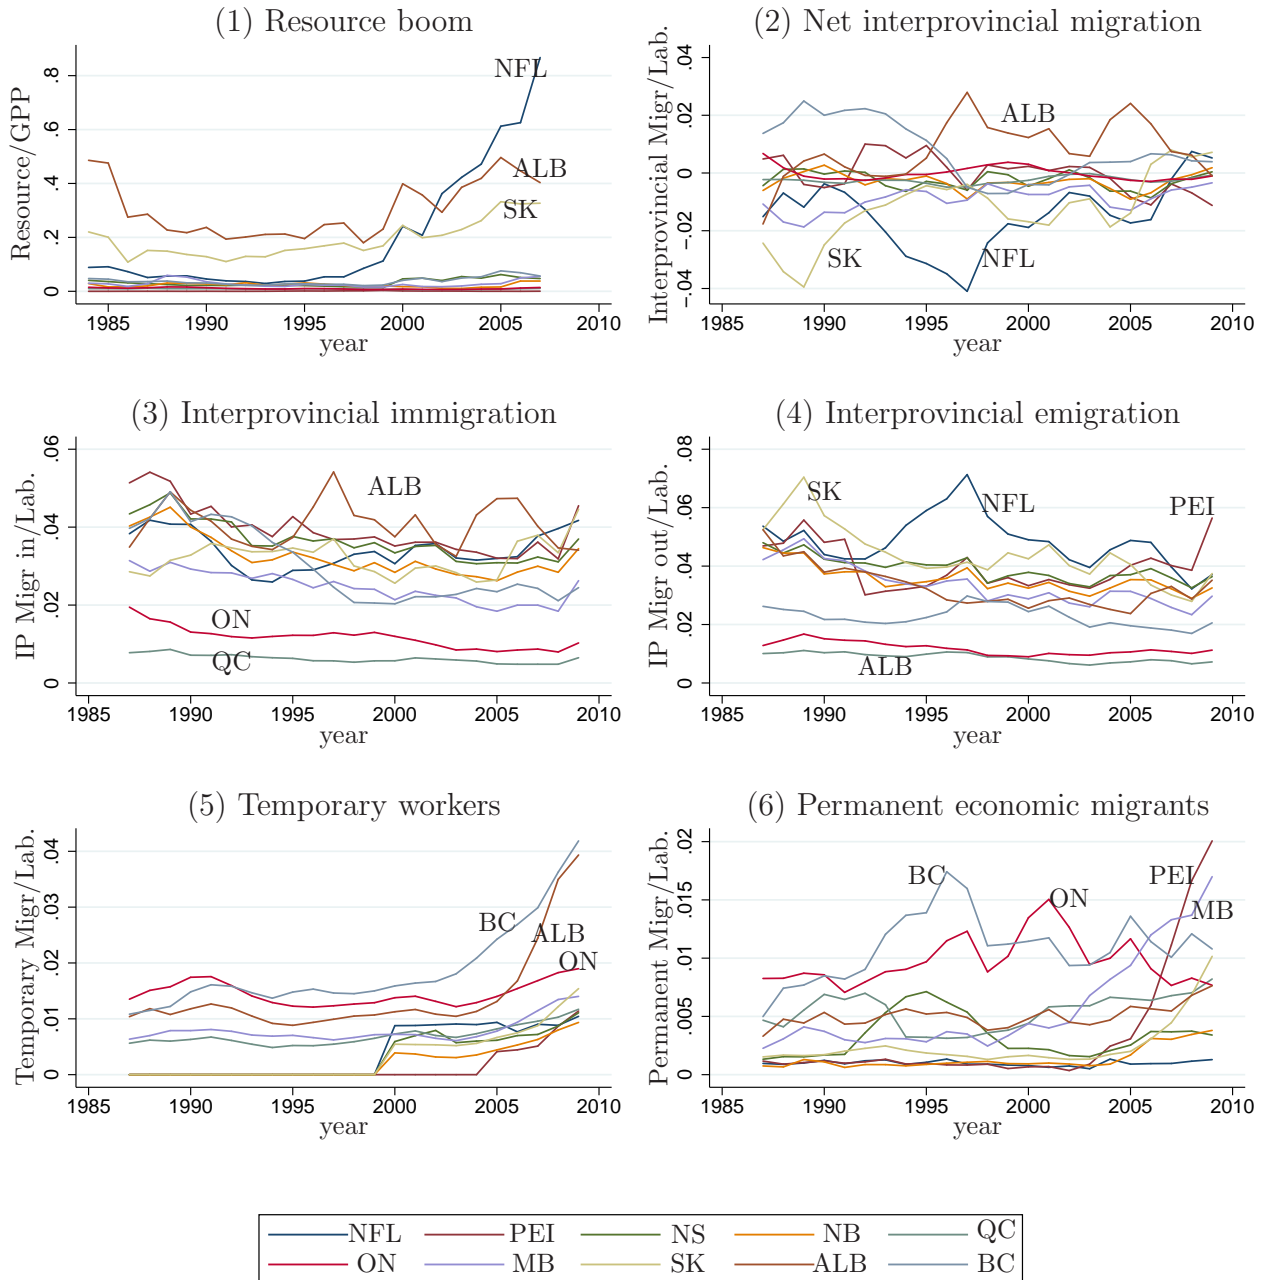 (1) Resource boom
Resource/GPP
.8
.6
.4
.2
0
NFL
ALB
SK
1985 1990 1995 2000 2005 2010
year
(2) Net interprovincial migration
Interprovincial Migr/Lab.
.04
.02
0
-.02
-.04
ALB
SK
NFL
1985 1990 1995 2000 2005 2010
year
(3) Interprovincial immigration
IP Migr in/Lab.
.06
.04
.02
0
ALB
ON
QC
1985 1990 1995 2000 2005 2010
year
(4) Interprovincial emigration
IP Migr out/Lab.
.08
.06
.04
.02
0
SK
NFL
PEI
ALB
1985 1990 1995 2000 2005 2010
year
(5) Temporary workers
Temporary Migr/Lab.
.04
.03
.02
.01
0
BC
ALB
ON
1985 1990 1995 2000 2005 2010
year
(6) Permanent economic migrants
Permanent Migr/Lab.
.02
.015
.01
.005
0
BC
ON
PEI
MB
1985 1990 1995 2000 2005 2010
year
NFL PEI NS NB QC
ON MB SK ALB BC